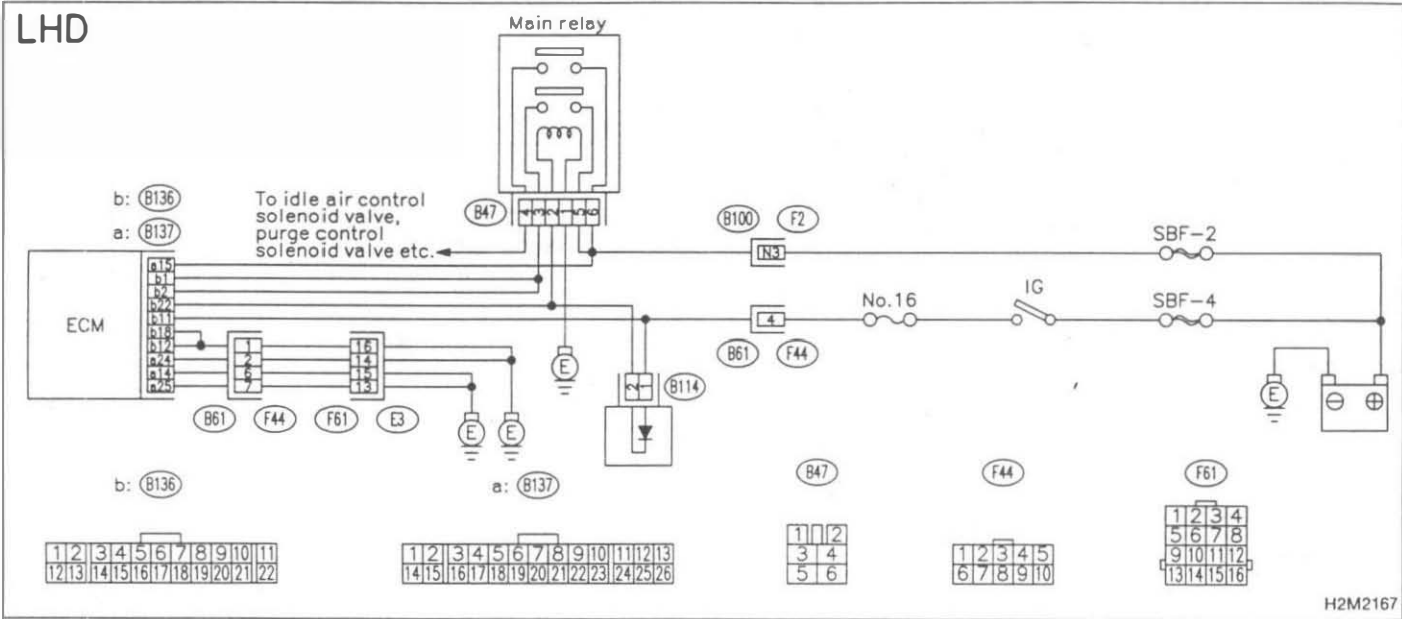 LHD
Main relay
b: B136
a: B137
To idle air control
solenoid valve,
purge control
solenoid valve etc.
B47
4 3 2 1 5 6
B100 F2
N3
SBF-2
ECM
a15
b1
b2
b22
b11
b18
b12
a24
a14
a25
No.16
IG
SBF-4
4
B61 F44
1 16
2 14
6 15
7 13
B61 F44 F61 E3
E
E
E
2 1
B114
E
⊖ ⊕
b: B136
1 2 3 4 5 6 7 8 9 10 11
12 13 14 15 16 17 18 19 20 21 22
a: B137
1 2 3 4 5 6 7 8 9 10 11 12 13
14 15 16 17 18 19 20 21 22 23 24 25 26
B47
1 2
3 4
5 6
F44
1 2 3 4 5
6 7 8 9 10
F61
1 2 3 4
5 6 7 8
9 10 11 12
13 14 15 16
H2M2167